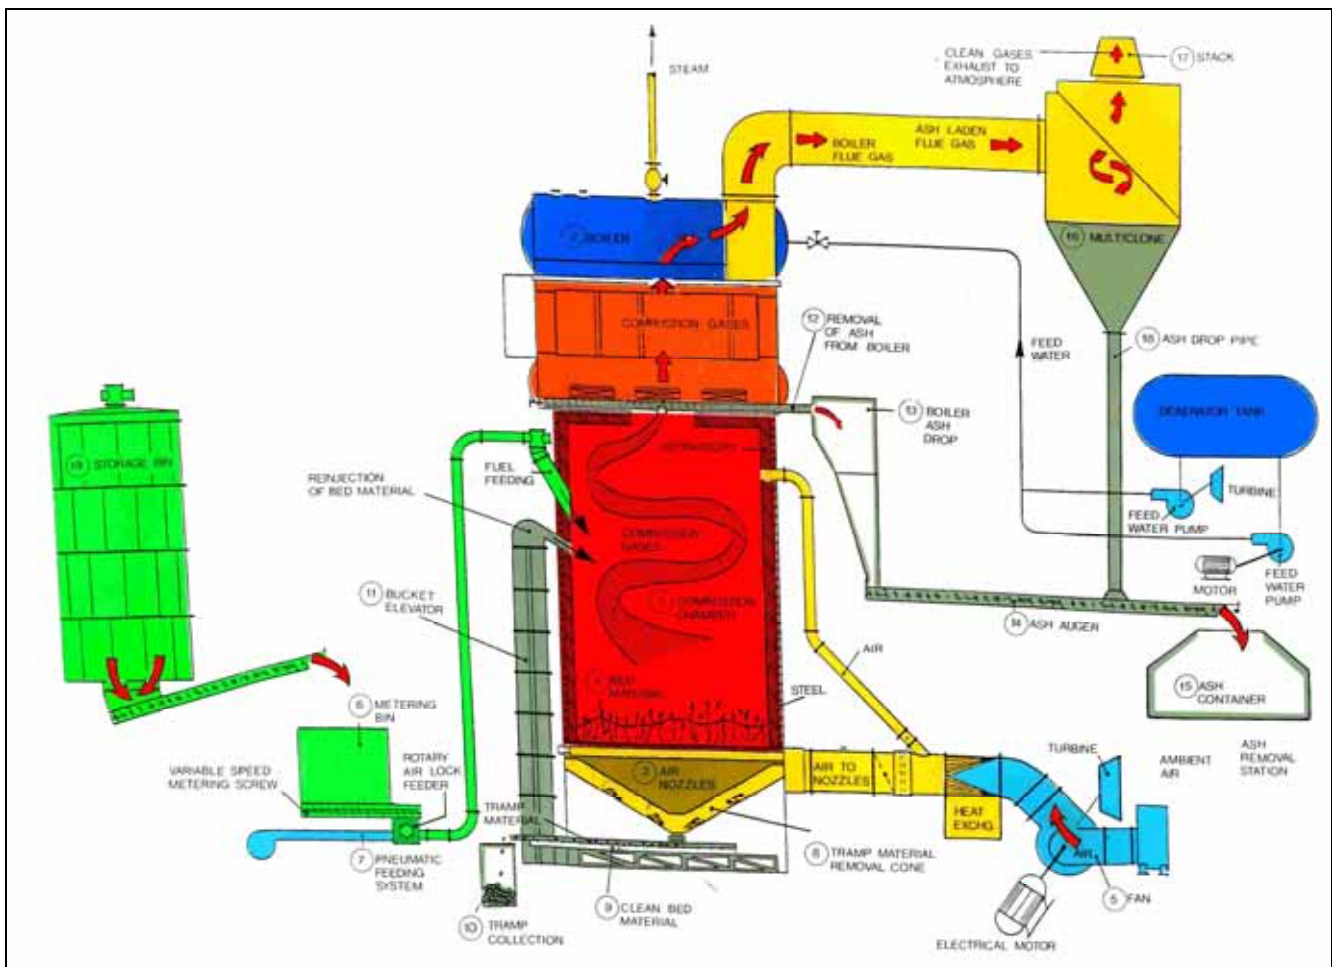 CLEAN GASES
EXHAUST TO
ATMOSPHERE
17 STACK
STEAM
BOILER
FLUE GAS
ASH LADEN
FLUE GAS
2 BOILER
16 MULTICLONE
COMBUSTION GASES
12 REMOVAL
OF ASH
FROM BOILER
FEED
WATER
18 ASH DROP PIPE
DEAERATOR TANK
13 BOILER
ASH
DROP
REFRACTORY
19 STORAGE BIN
FUEL
FEEDING
REINJECTION
OF BED MATERIAL
TURBINE
FEED
WATER PUMP
COMBUSTION
GASES
MOTOR
FEED
WATER
PUMP
11 BUCKET
ELEVATOR
1 COMBUSTION
CHAMBER
14 ASH AUGER
AIR
4 BED
MATERIAL
STEEL
15 ASH
CONTAINER
6 METERING
BIN
ASH
REMOVAL
STATION
TURBINE
AMBIENT
AIR
VARIABLE SPEED
METERING SCREW
ROTARY
AIR LOCK
FEEDER
3 AIR
NOZZLES
AIR TO
NOZZLES
HEAT
EXCHG
TRAMP
MATERIAL
7 PNEUMATIC
FEEDING
SYSTEM
8 TRAMP MATERIAL
REMOVAL CONE
AIR
5 FAN
9 CLEAN BED
MATERIAL
10 TRAMP
COLLECTION
ELECTRICAL MOTOR